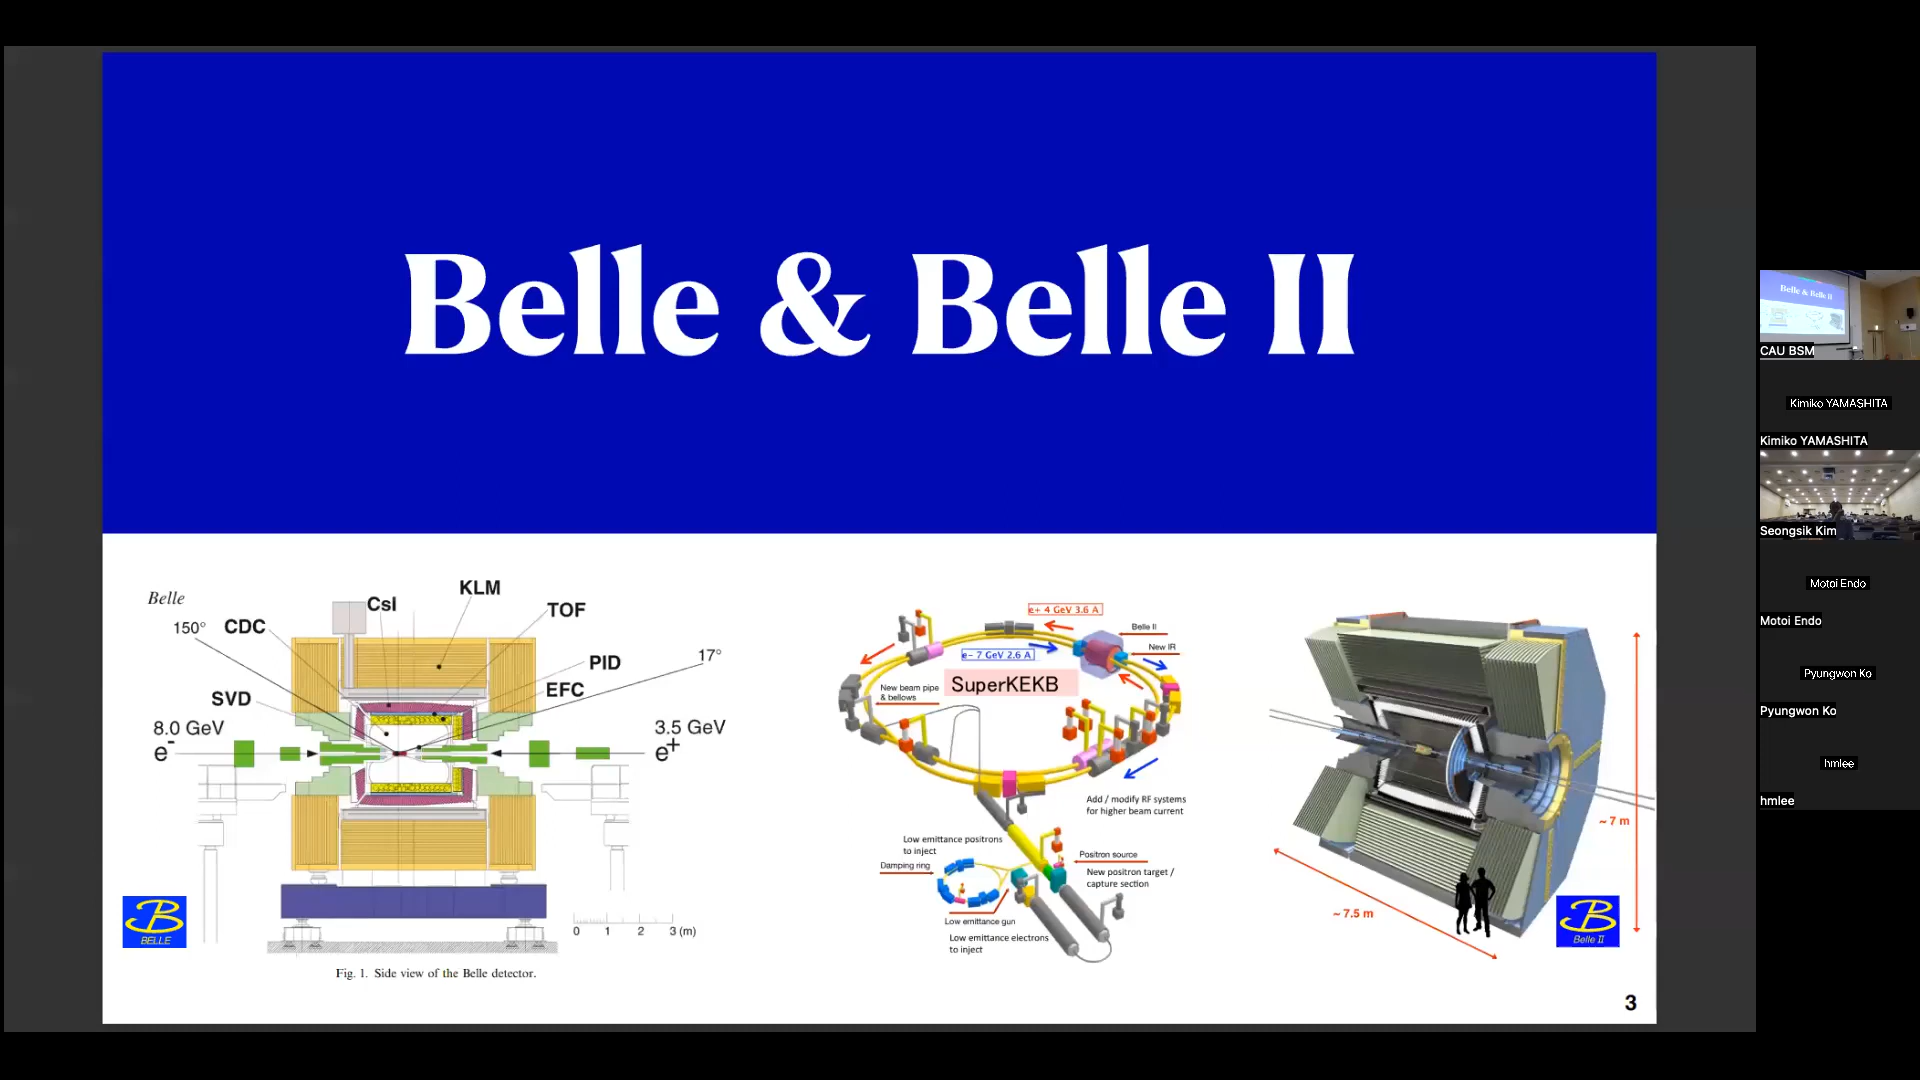 Belle & Belle II
Belle
150°
CDC
CsI
KLM
TOF
PID
EFC
17°
SVD
8.0 GeV
e-
3.5 GeV
e+
0 1 2 3 (m)
BELLE
Fig. 1. Side view of the Belle detector.
e+ 4 GeV 3.6 A
Belle II
New IR
e- 7 GeV 2.6 A
SuperKEKB
New beam pipe
& bellows
Add / modify RF systems
for higher beam current
Low emittance positrons
to inject
Damping ring
Positron source
New positron target /
capture section
Low emittance gun
Low emittance electrons
to inject
~ 7 m
~ 7.5 m
Belle II
3
Belle & Belle II
CAU BSM
Kimiko YAMASHITA
Kimiko YAMASHITA
Seongsik Kim
Motoi Endo
Motoi Endo
Pyungwon Ko
Pyungwon Ko
hmlee
hmlee